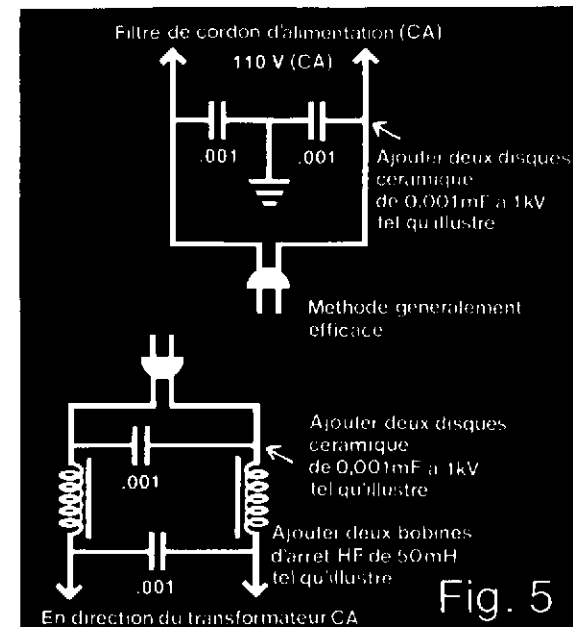 Filtre de cordon d'alimentation (CA)
110 V (CA)
.001
.001
Ajouter deux disques
ceramique
de 0,001mF a 1kV
tel qu'illustre
Methode generalement
efficace
.001
Ajouter deux disques
ceramique
de 0,001mF a 1kV
tel qu'illustre
Ajouter deux bobines
d'arret HF de 50mH
tel qu'illustre
.001
En direction du transformateur CA
Fig. 5